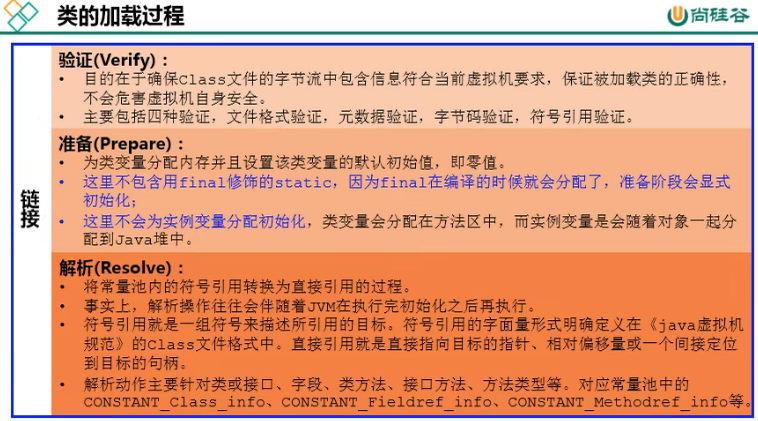 类的加载过程
尚硅谷
链接
验证(Verify)：
• 目的在于确保Class文件的字节流中包含信息符合当前虚拟机要求，保证被加载类的正确性，
不会危害虚拟机自身安全。
• 主要包括四种验证，文件格式验证，元数据验证，字节码验证，符号引用验证。
准备(Prepare)：
• 为类变量分配内存并且设置该类变量的默认初始值，即零值。
• 这里不包含用final修饰的static，因为final在编译的时候就会分配了，准备阶段会显式
初始化；
• 这里不会为实例变量分配初始化，类变量会分配在方法区中，而实例变量是会随着对象一起分
配到Java堆中。
解析(Resolve)：
• 将常量池内的符号引用转换为直接引用的过程。
• 事实上，解析操作往往会伴随着JVM在执行完初始化之后再执行。
• 符号引用就是一组符号来描述所引用的目标。符号引用的字面量形式明确定义在《java虚拟机
规范》的Class文件格式中。直接引用就是直接指向目标的指针、相对偏移量或一个间接定位
到目标的句柄。
• 解析动作主要针对类或接口、字段、类方法、接口方法、方法类型等。对应常量池中的
CONSTANT_Class_info、CONSTANT_Fieldref_info、CONSTANT_Methodref_info等。